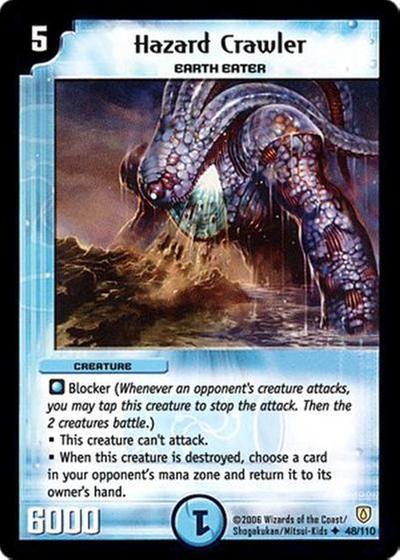 5
Hazard Crawler
EARTH EATER
CREATURE
Blocker (Whenever an opponent's creature attacks,
you may tap this creature to stop the attack. Then the
2 creatures battle.)
▪ This creature can't attack.
▪ When this creature is destroyed, choose a card
in your opponent's mana zone and return it to its
owner's hand.
6000
1
©2006 Wizards of the Coast/
Shogakukan/Mitsui-Kids ♦ 48/110